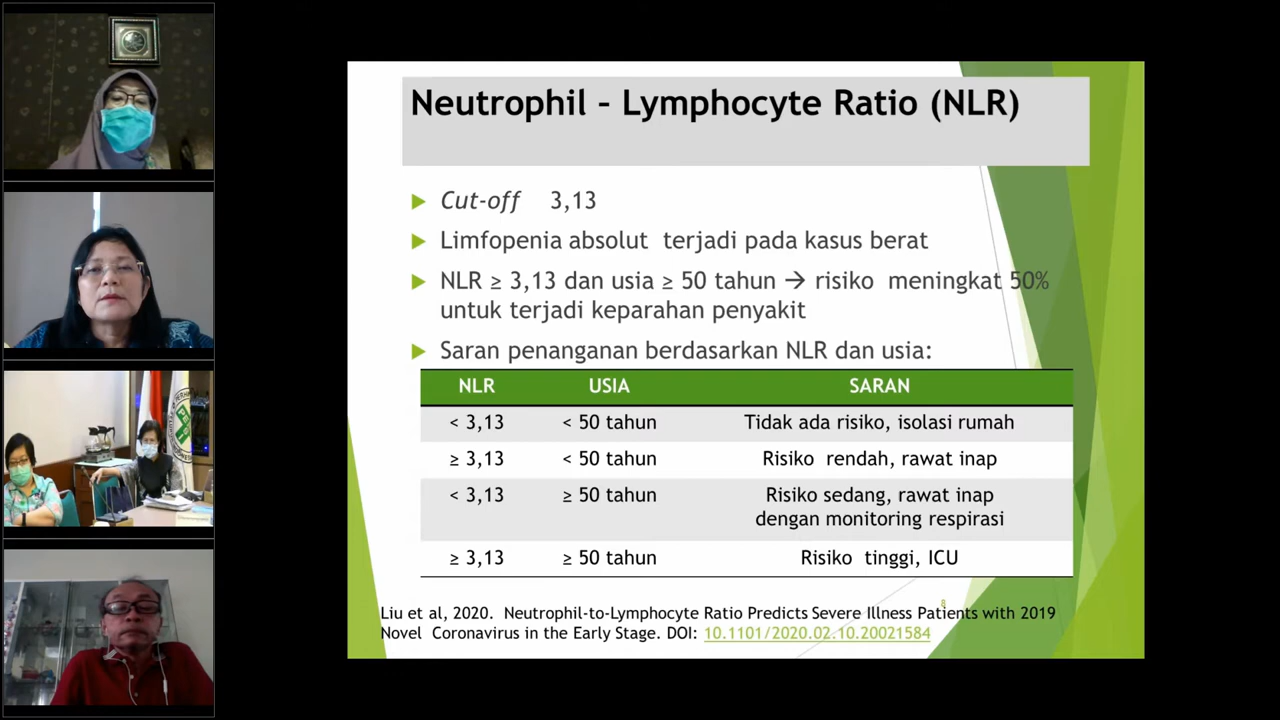 Neutrophil - Lymphocyte Ratio (NLR)
Cut-off 3,13
Limfopenia absolut terjadi pada kasus berat
NLR ≥ 3,13 dan usia ≥ 50 tahun → risiko meningkat 50%
untuk terjadi keparahan penyakit
Saran penanganan berdasarkan NLR dan usia:
NLR USIA SARAN
< 3,13 < 50 tahun Tidak ada risiko, isolasi rumah
≥ 3,13 < 50 tahun Risiko rendah, rawat inap
< 3,13 ≥ 50 tahun Risiko sedang, rawat inap
dengan monitoring respirasi
≥ 3,13 ≥ 50 tahun Risiko tinggi, ICU
8
Liu et al, 2020. Neutrophil-to-Lymphocyte Ratio Predicts Severe Illness Patients with 2019
Novel Coronavirus in the Early Stage. DOI: 10.1101/2020.02.10.20021584